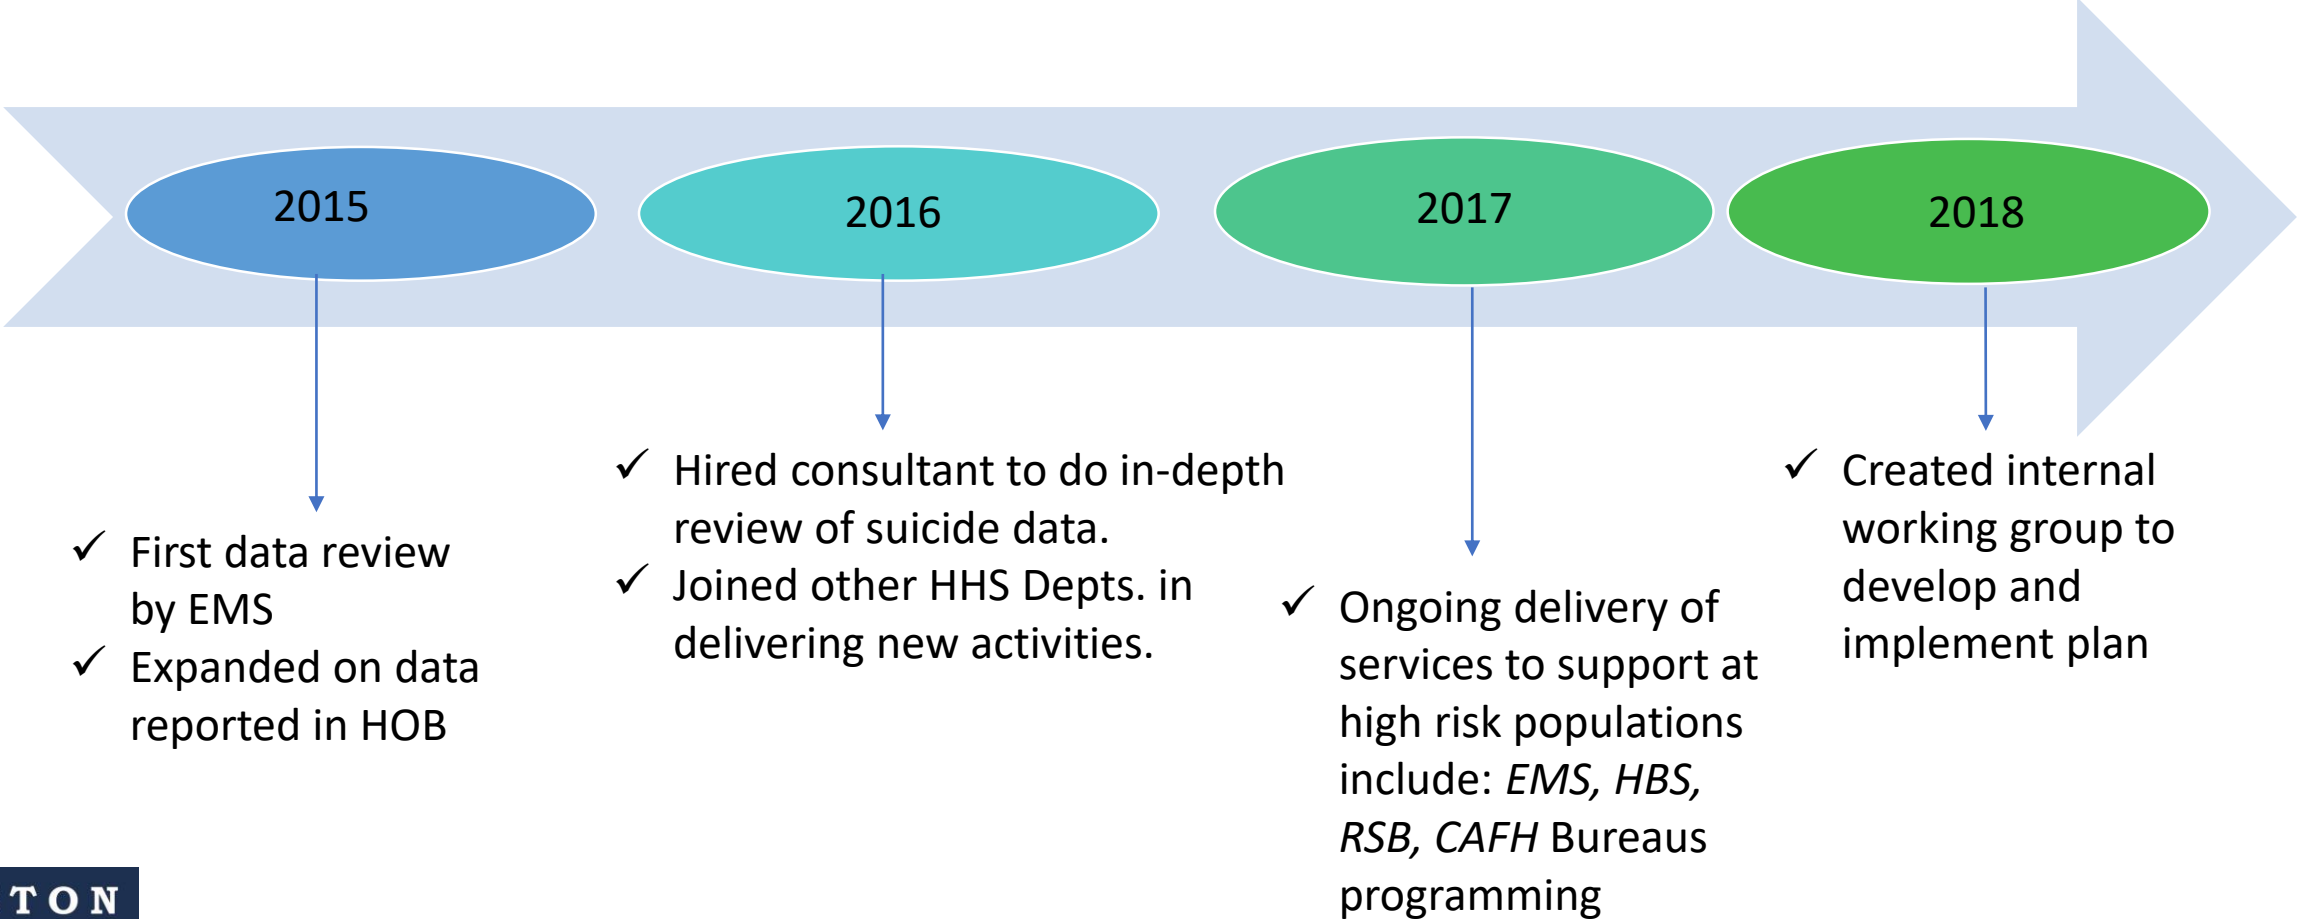 2015
2016
2017
2018
✓ First data review
by EMS
✓ Expanded on data
reported in HOB
✓ Hired consultant to do in-depth
review of suicide data.
✓ Joined other HHS Depts. in
delivering new activities.
✓ Ongoing delivery of
services to support at
high risk populations
include: EMS, HBS,
RSB, CAFH Bureaus
programming
✓ Created internal
working group to
develop and
implement plan
TON